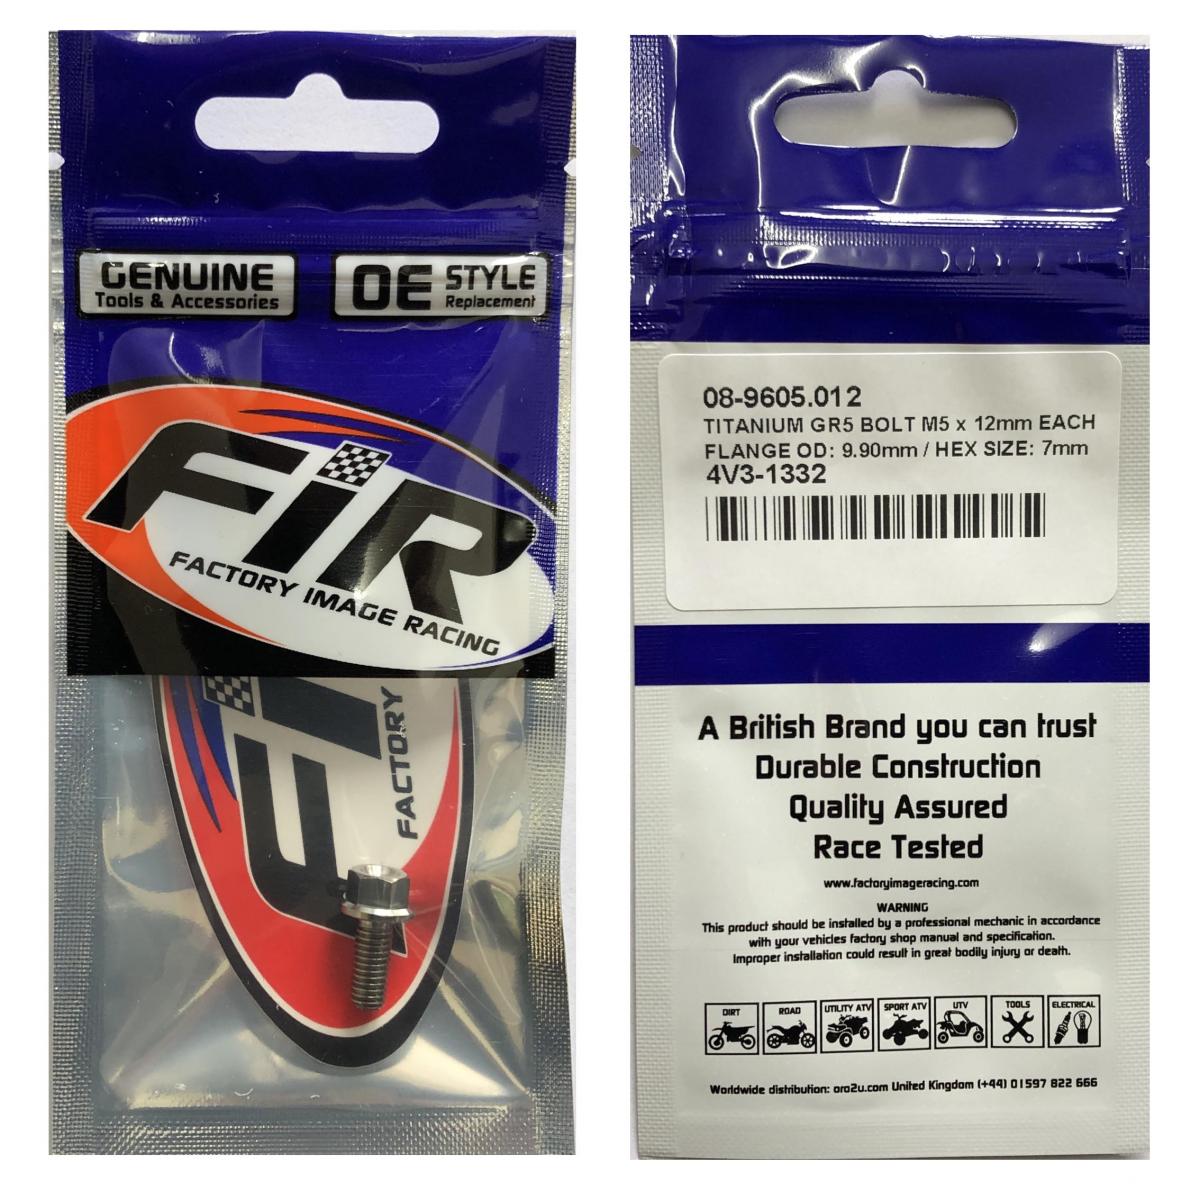 GENUINE
Tools & Accessories
OE STYLE
Replacement
FiR
FACTORY IMAGE RACING
FiR
FACTORY
08-9605.012
TITANIUM GR5 BOLT M5 x 12mm EACH
FLANGE OD: 9.90mm / HEX SIZE: 7mm
4V3-1332
A British Brand you can trust
Durable Construction
Quality Assured
Race Tested
www.factoryimageracing.com
WARNING
This product should be installed by a professional mechanic in accordance
with your vehicles factory shop manual and specification.
Improper installation could result in great bodily injury or death.
DIRT ROAD UTILITY ATV SPORT ATV UTV TOOLS ELECTRICAL
Worldwide distribution: oro2u.com United Kingdom (+44) 01597 822 666